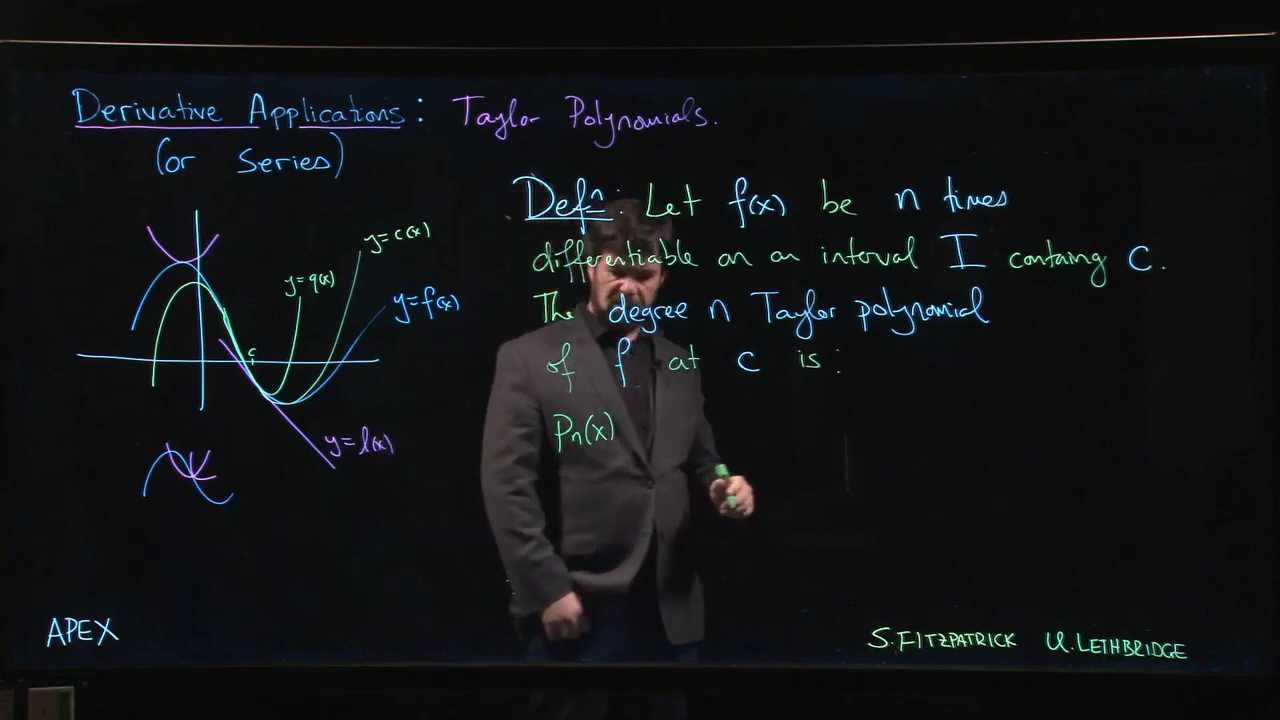 Derivative Applications: Taylor Polynomials.
(or Series)
Defn: Let f(x) be n times
differentiable on an interval I containg c.
The degree n Taylor polynomial
of f at c is:
Pn(x)
y=c(x)
y=q(x)
y=f(x)
c
y=l(x)
APEX
S.FITZPATRICK U.LETHBRIDGE